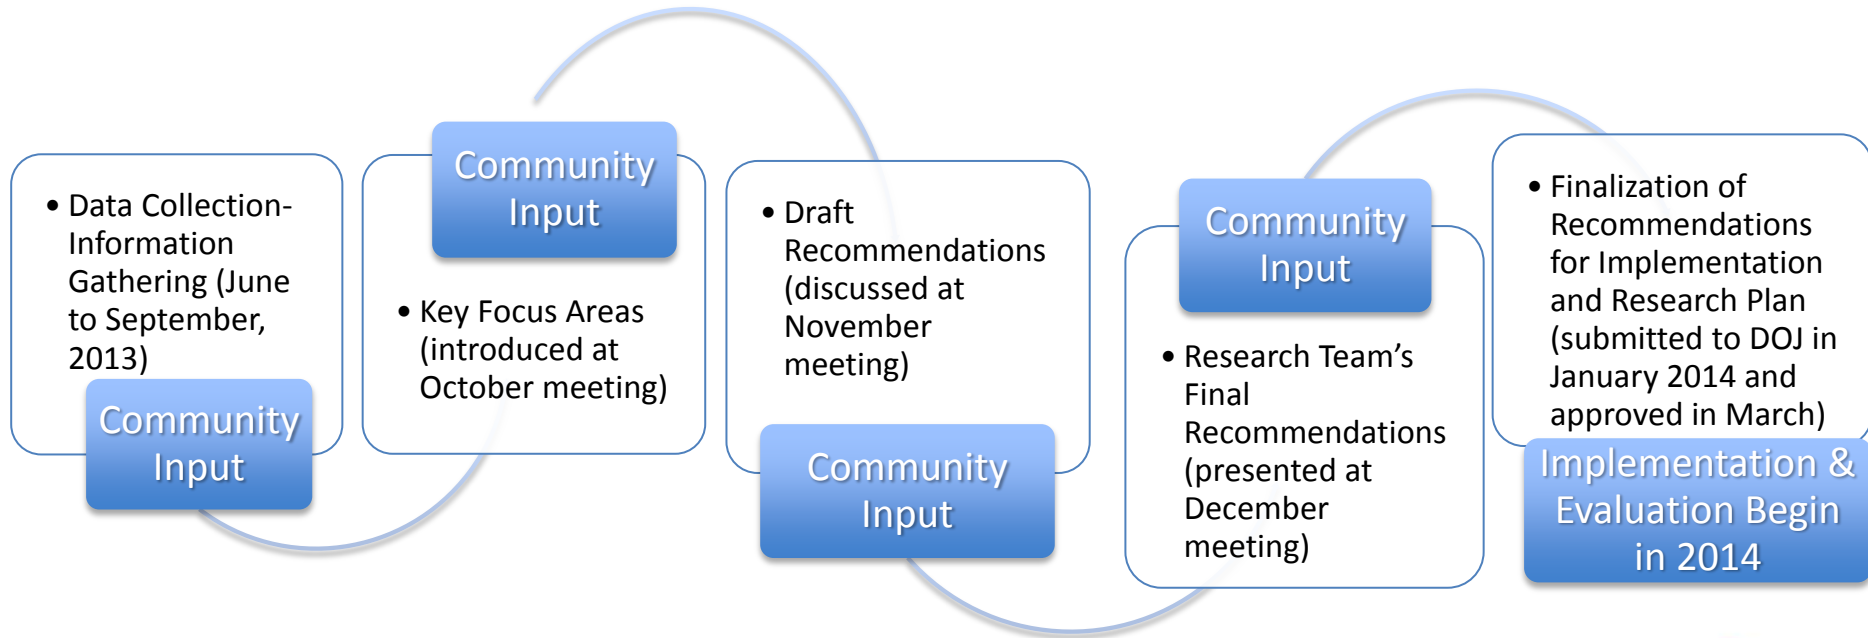 • Data Collection-
Information
Gathering (June
to September,
2013)
Community
Input
Community
Input
• Key Focus Areas
(introduced at
October meeting)
• Draft
Recommendations
(discussed at
November
meeting)
Community
Input
Community
Input
• Research Team’s
Final
Recommendations
(presented at
December
meeting)
• Finalization of
Recommendations
for Implementation
and Research Plan
(submitted to DOJ in
January 2014 and
approved in March)
Implementation &
Evaluation Begin
in 2014